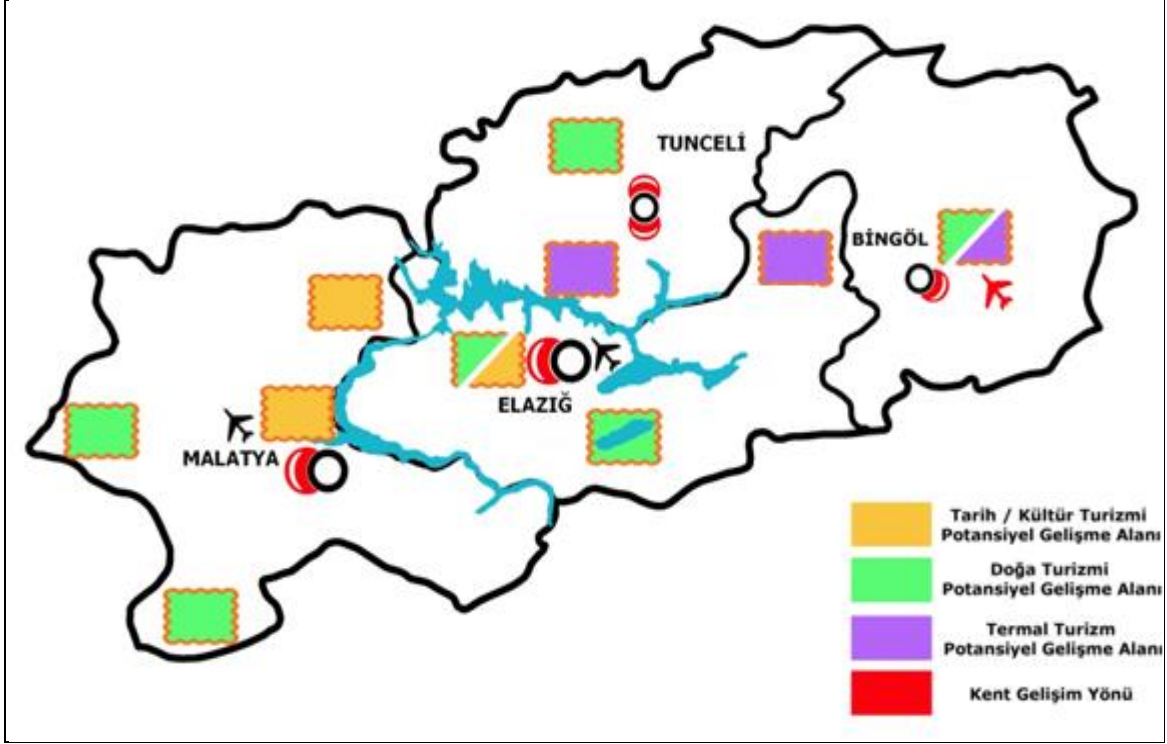 TUNCELİ
BİNGÖL
ELAZIĞ
MALATYA
Tarih / Kültür Turizmi
Potansiyel Gelişme Alanı
Doğa Turizmi
Potansiyel Gelişme Alanı
Termal Turizm
Potansiyel Gelişme Alanı
Kent Gelişim Yönü